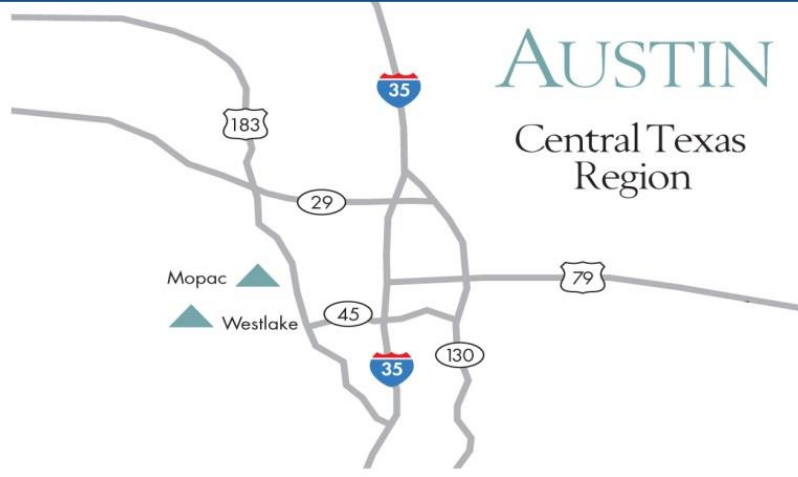 AUSTIN
Central Texas
Region
35
183
29
79
Mopac
Westlake
45
35
130